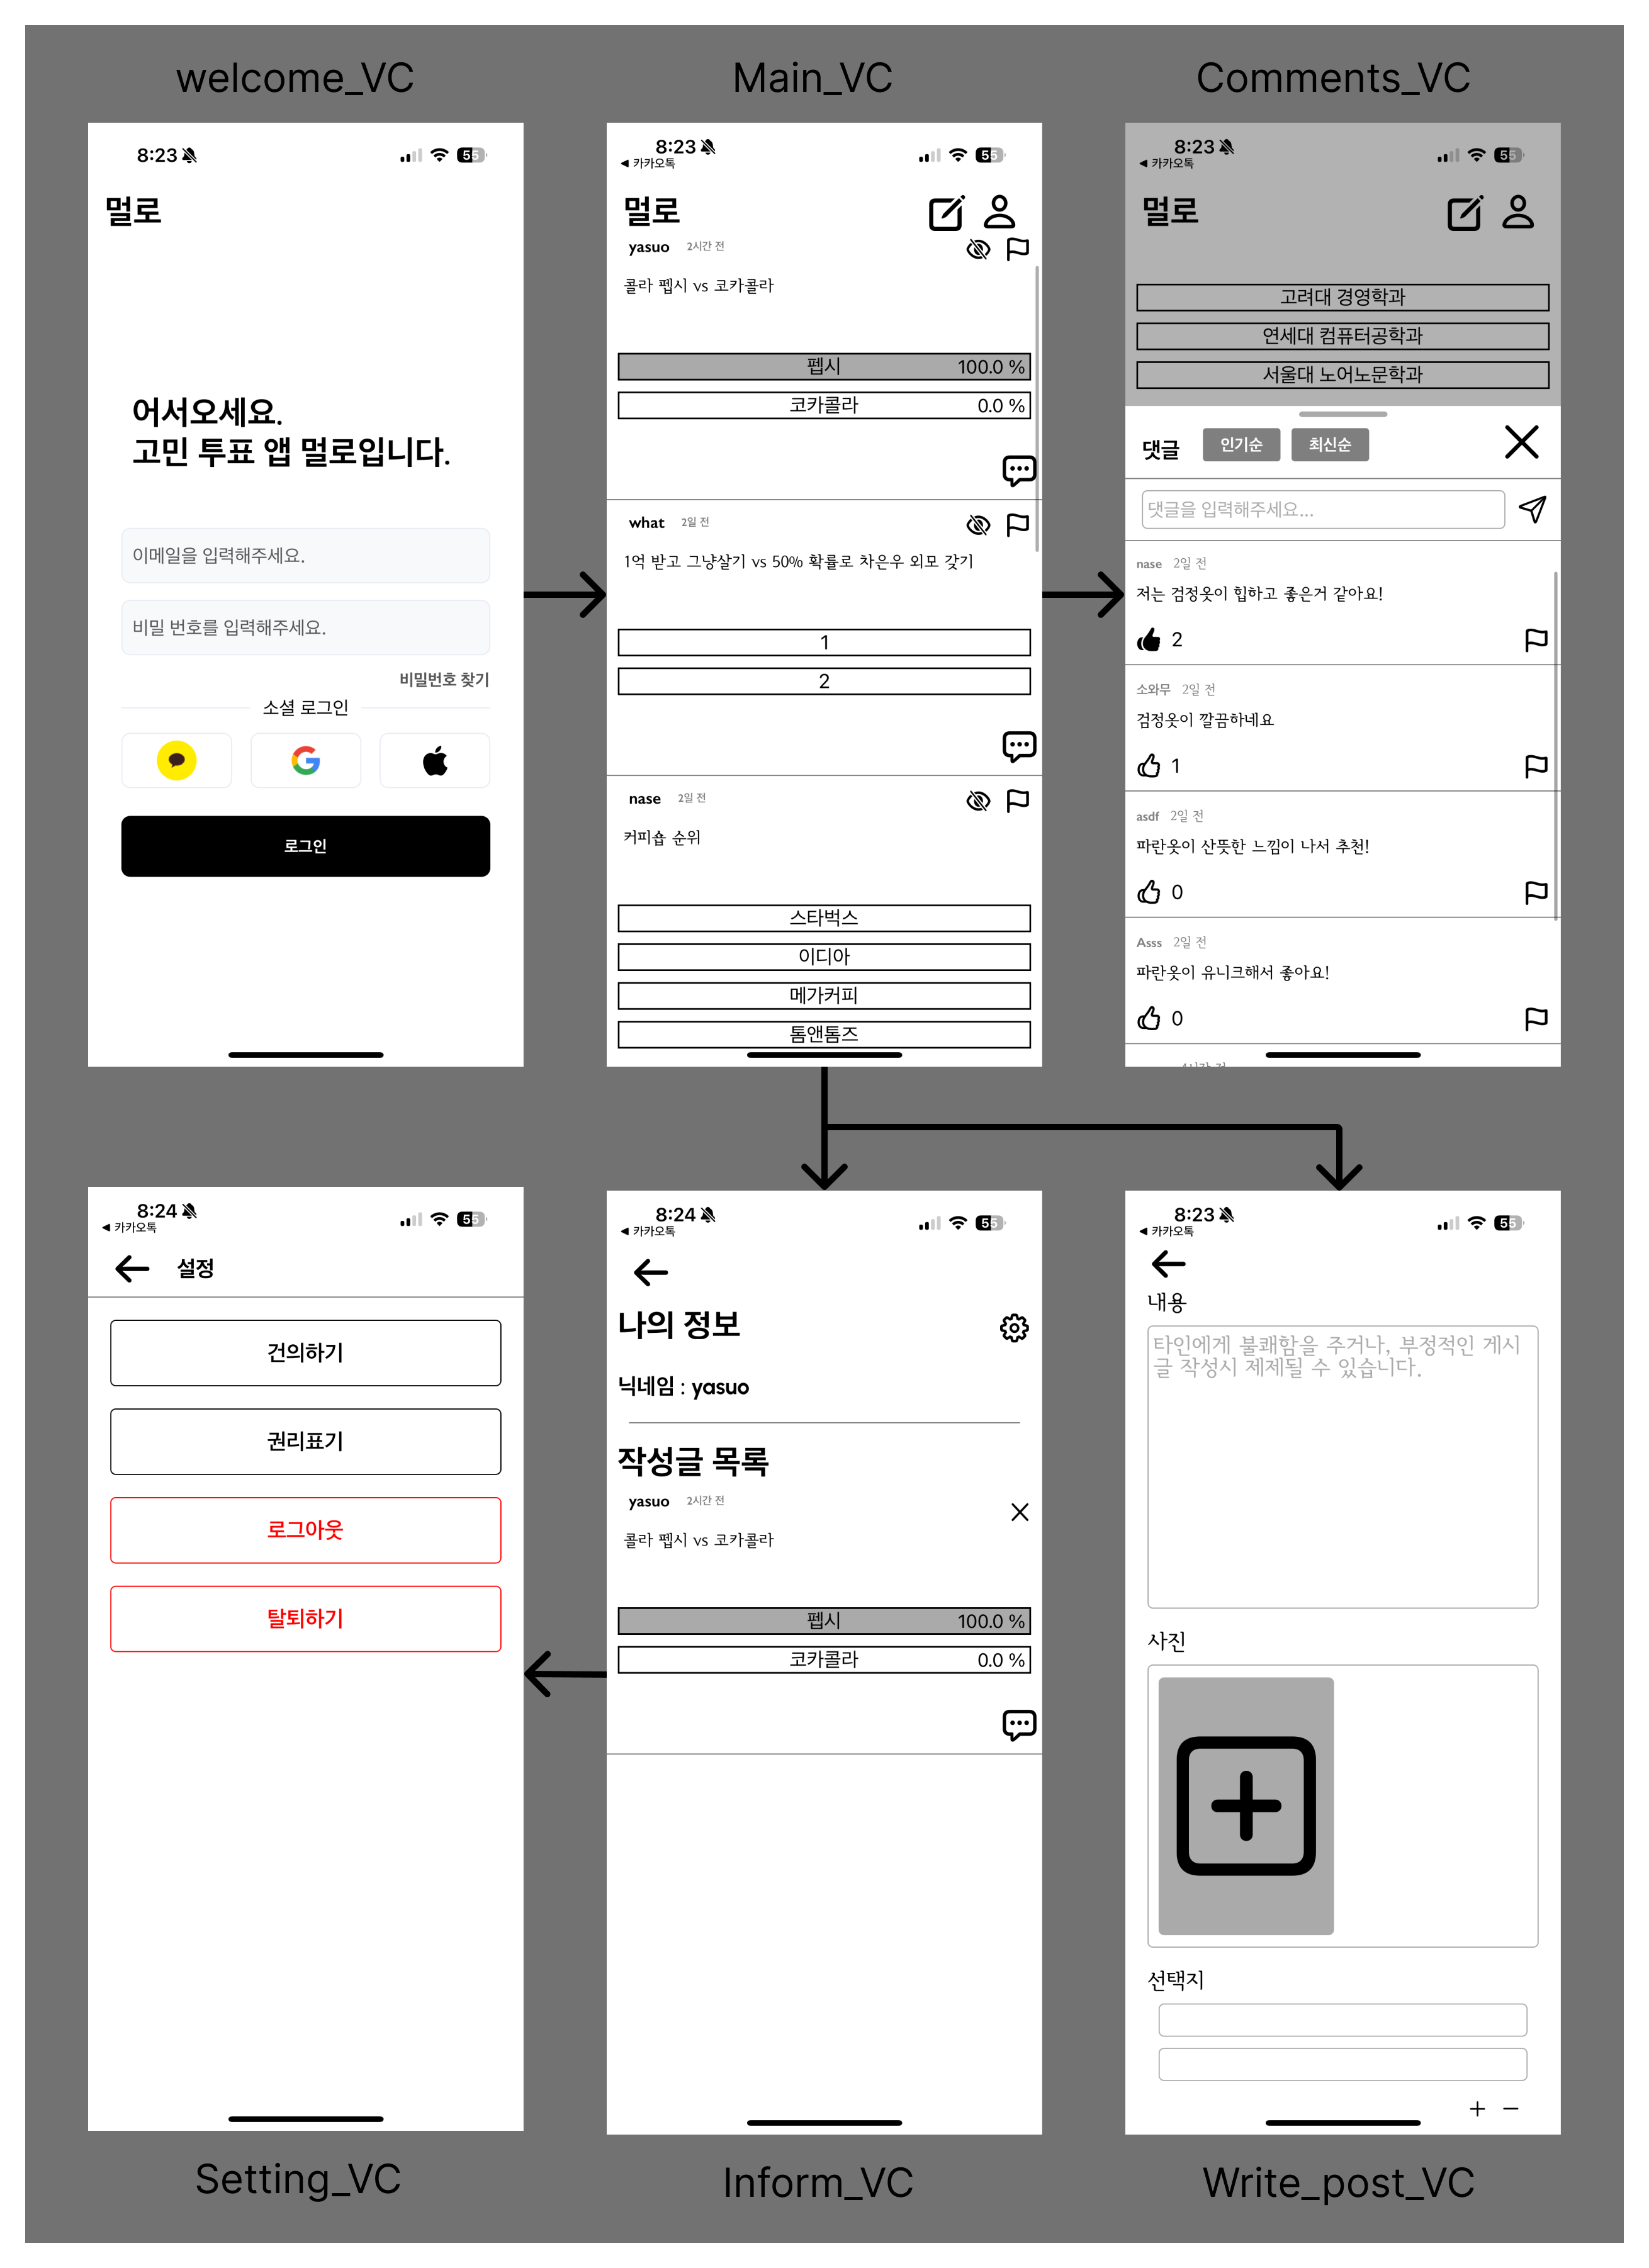 welcome_VC
8:23
55
멀로
어서오세요.
고민 투표 앱 멀로입니다.
이메일을 입력해주세요.
비밀 번호를 입력해주세요.
비밀번호 찾기
소셜 로그인
로그인
Main_VC
8:23
55
◀ 카카오톡
멀로
yasuo 2시간 전
콜라 펩시 vs 코카콜라
펩시 100.0 %
코카콜라 0.0 %
what 2일 전
1억 받고 그냥살기 vs 50% 확률로 차은우 외모 갖기
1
2
nase 2일 전
커피숍 순위
스타벅스
이디아
메가커피
톰앤톰즈
Comments_VC
8:23
55
◀ 카카오톡
멀로
고려대 경영학과
연세대 컴퓨터공학과
서울대 노어노문학과
댓글 인기순 최신순
댓글을 입력해주세요...
nase 2일 전
저는 검정옷이 힙하고 좋은거 같아요!
2
소와무 2일 전
검정옷이 깔끔하네요
1
asdf 2일 전
파란옷이 산뜻한 느낌이 나서 추천!
0
Asss 2일 전
파란옷이 유니크해서 좋아요!
0
8:24
55
◀ 카카오톡
설정
건의하기
권리표기
로그아웃
탈퇴하기
Setting_VC
8:24
55
◀ 카카오톡
나의 정보
닉네임 : yasuo
작성글 목록
yasuo 2시간 전
콜라 펩시 vs 코카콜라
펩시 100.0 %
코카콜라 0.0 %
Inform_VC
8:23
55
◀ 카카오톡
내용
타인에게 불쾌함을 주거나, 부정적인 게시
글 작성시 제제될 수 있습니다.
사진
선택지
+ −
Write_post_VC